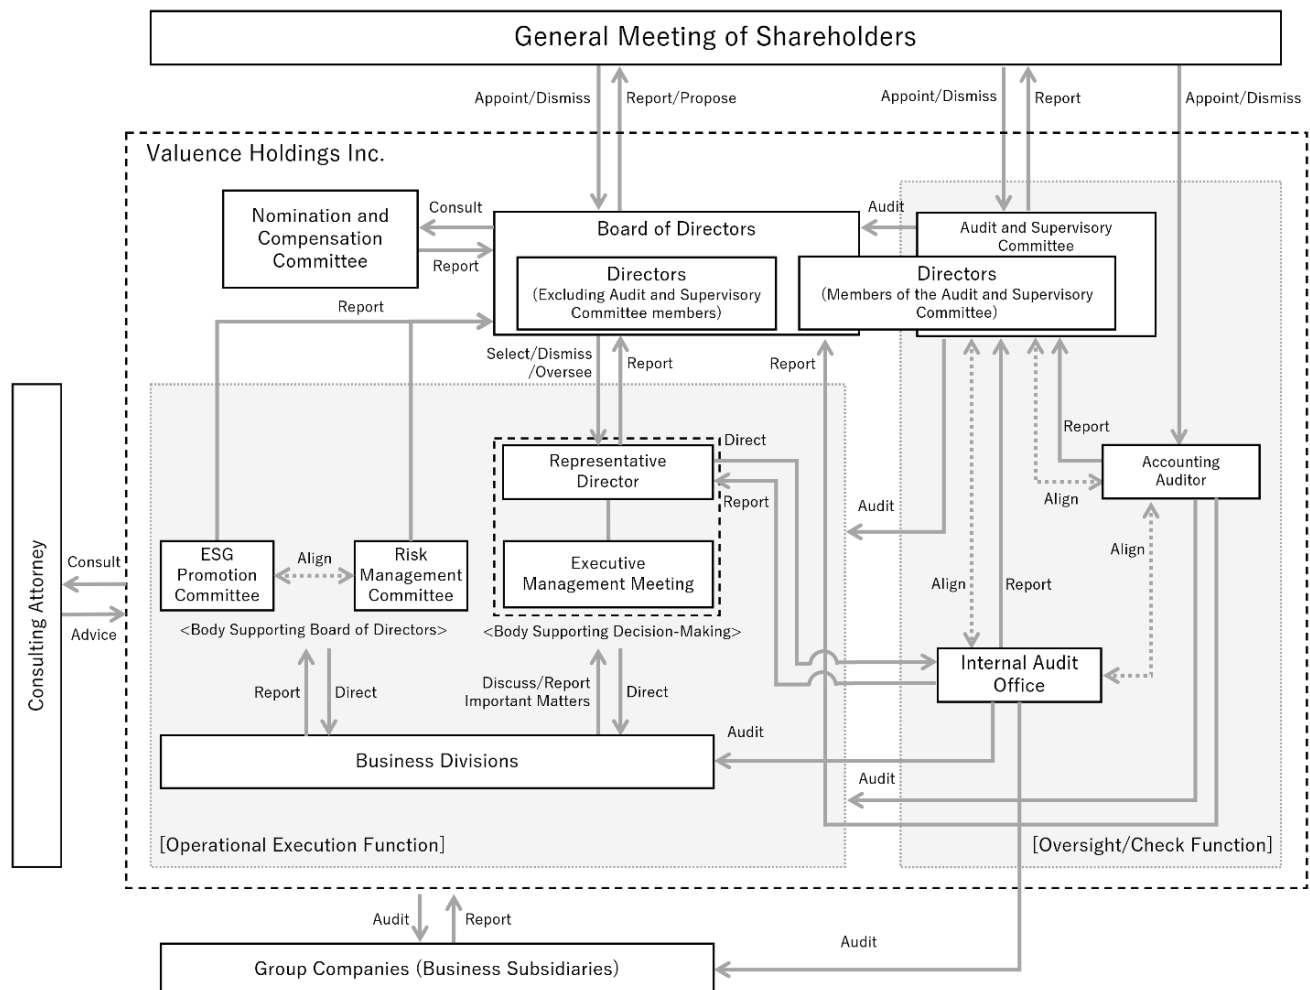 General Meeting of Shareholders
Appoint/Dismiss
Report/Propose
Appoint/Dismiss
Report
Appoint/Dismiss
Valuence Holdings Inc.
Nomination and
Compensation
Committee
Consult
Report
Board of Directors
Directors
(Excluding Audit and Supervisory
Committee members)
Audit
Audit and Supervisory
Committee
Directors
(Members of the Audit and Supervisory
Committee)
Report
Select/Dismiss
/Oversee
Report
Report
Consulting Attorney
Consult
Advice
Representative
Director
Direct
Report
Executive
Management Meeting
ESG
Promotion
Committee
Align
Risk
Management
Committee
<Body Supporting Board of Directors>
<Body Supporting Decision-Making>
Audit
Report
Align
Accounting
Auditor
Align
Align
Report
Internal Audit
Office
Report
Direct
Discuss/Report
Important Matters
Direct
Business Divisions
Audit
Audit
[Operational Execution Function]
[Oversight/Check Function]
Audit
Report
Audit
Group Companies (Business Subsidiaries)